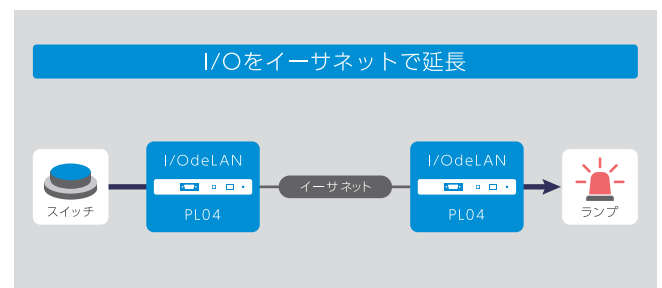 I/Oをイーサネットで延長
I/OdeLAN
I/OdeLAN
イーサネット
スイッチ
PL04
PL04
ランプ